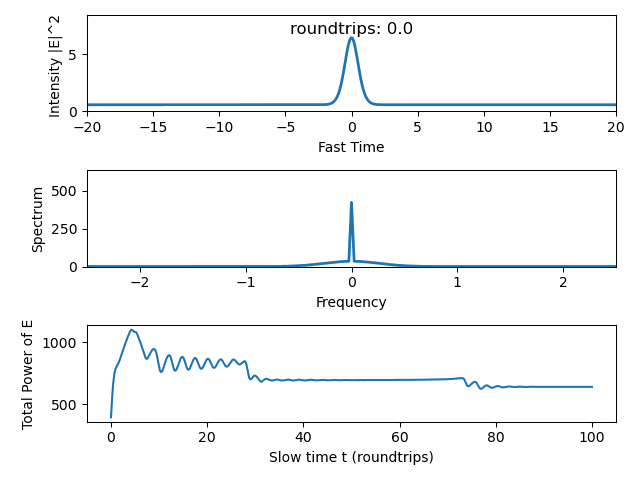 roundtrips: 0.0
Intensity |E|^2
5
0
−20 −15 −10 −5 0 5 10 15 20
Fast Time
Spectrum
500
250
0
−2 −1 0 1 2
Frequency
Total Power of E
1000
500
0 20 40 60 80 100
Slow time t (roundtrips)